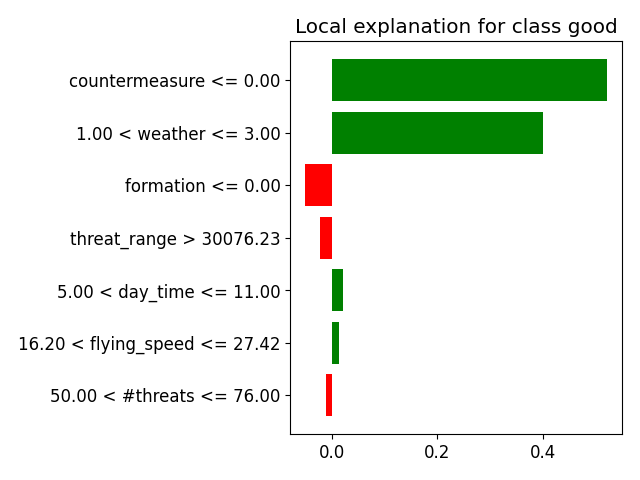 Local explanation for class good
countermeasure <= 0.00
1.00 < weather <= 3.00
formation <= 0.00
threat_range > 30076.23
5.00 < day_time <= 11.00
16.20 < flying_speed <= 27.42
50.00 < #threats <= 76.00
0.0 0.2 0.4